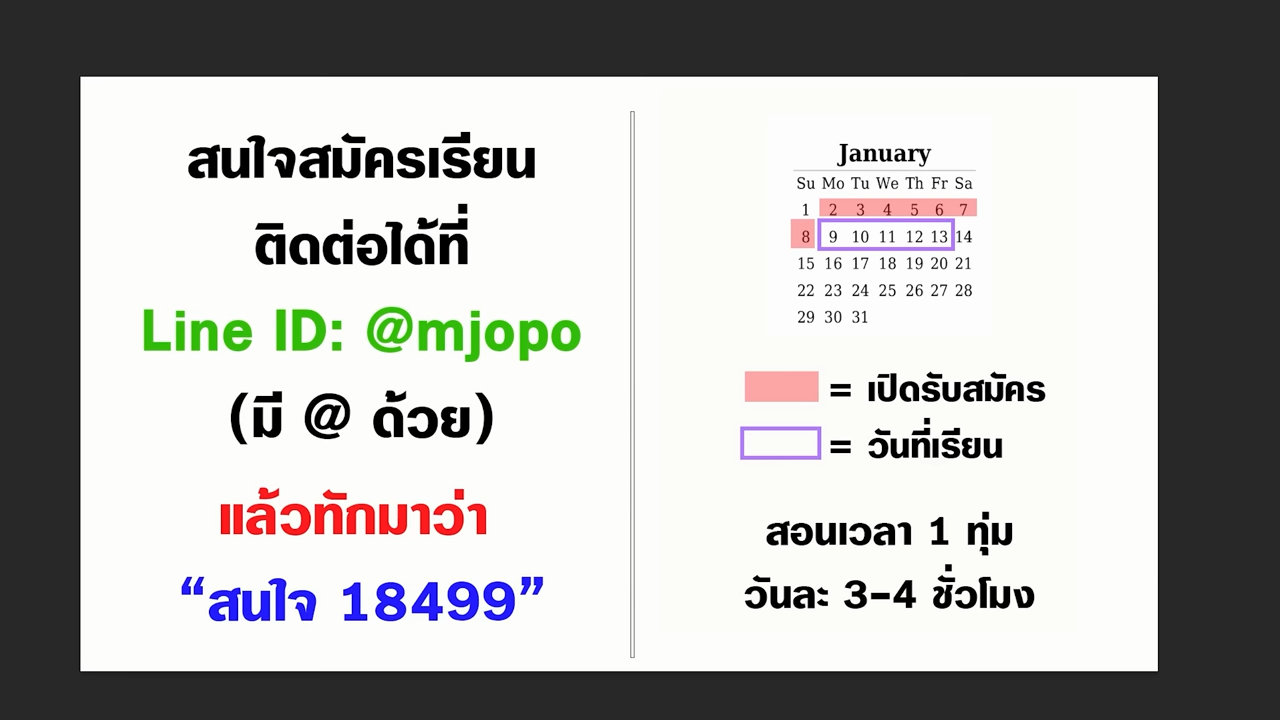 สนใจสมัครเรียน
ติดต่อได้ที่
Line ID: @mjopo
(มี @ ด้วย)
แล้วทักมาว่า
“สนใจ 18499”
January
Su Mo Tu We Th Fr Sa
1 2 3 4 5 6 7
8 9 10 11 12 13 14
15 16 17 18 19 20 21
22 23 24 25 26 27 28
29 30 31
= เปิดรับสมัคร
= วันที่เรียน
สอนเวลา 1 ทุ่ม
วันละ 3-4 ชั่วโมง